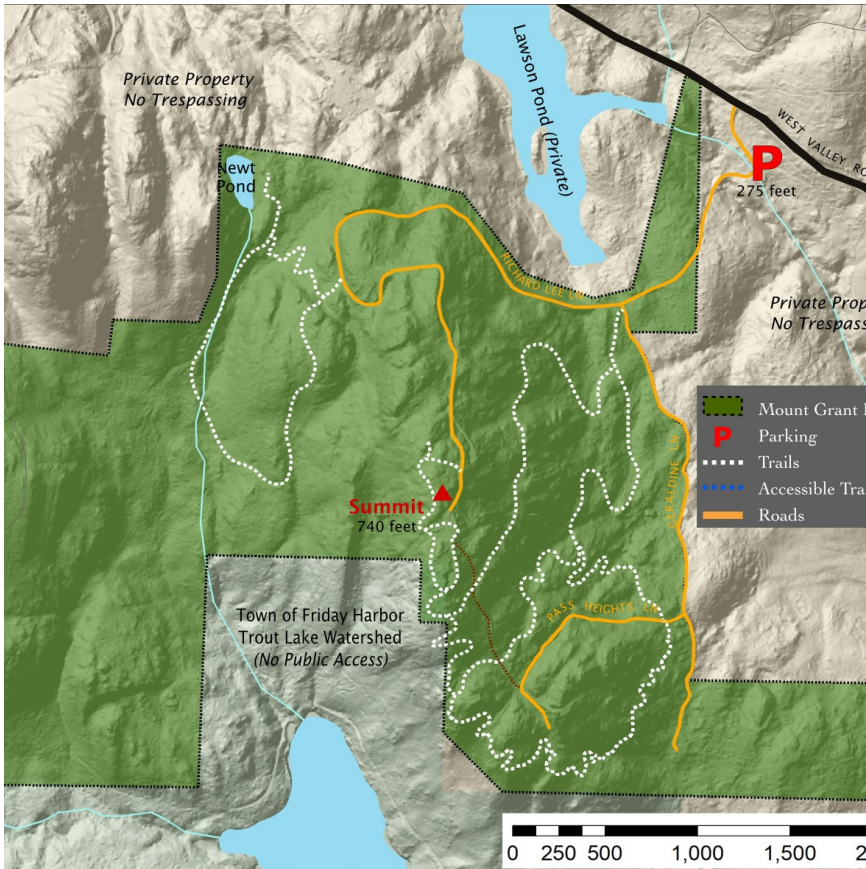 Private Property
No Trespassing
Lawson Pond (Private)
WEST VALLEY RO
P
275 feet
Newt
Pond
RICHARD LEE LN
Private Prop
No Trespass
Mount Grant
P Parking
Trails
Accessible Tra
Roads
GERALDINE LN
Summit
740 feet
PASS HEIGHTS LN
Town of Friday Harbor
Trout Lake Watershed
(No Public Access)
0 250 500 1,000 1,500 2